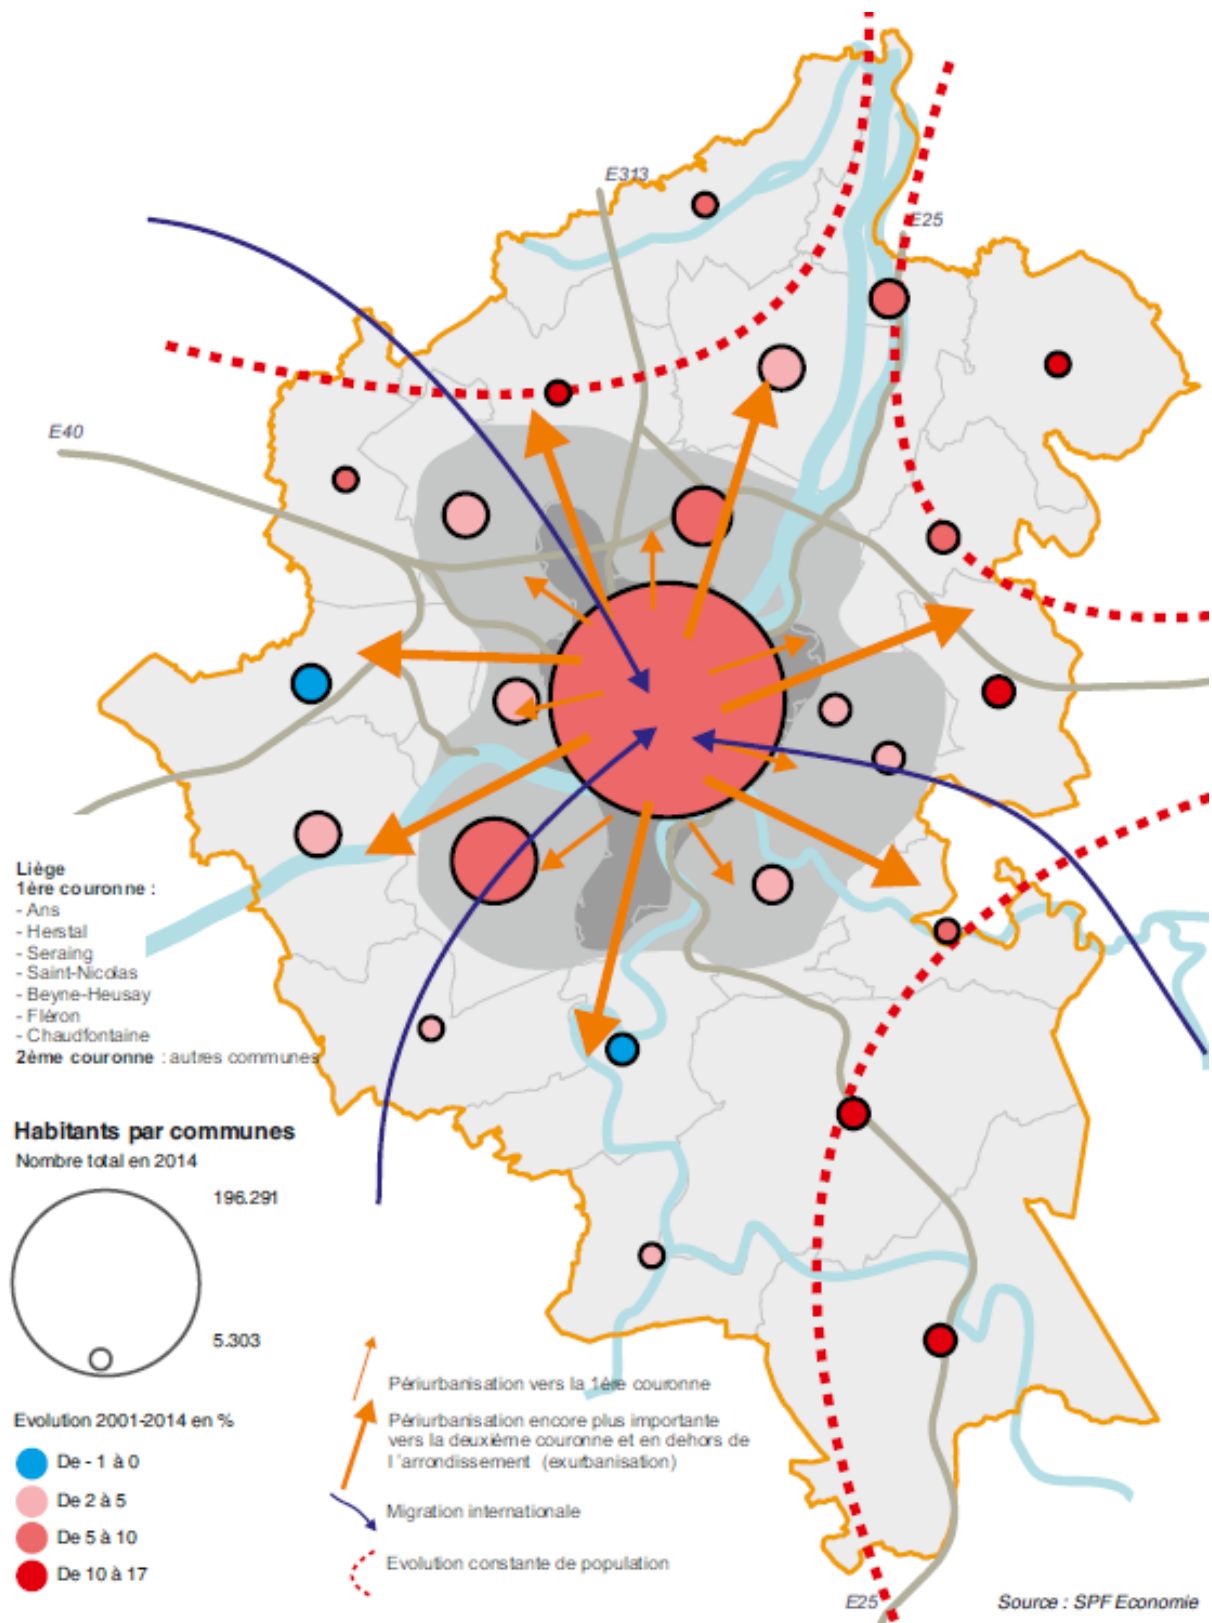 E313
E25
E40
Liège
1ère couronne :
- Ans
- Herstal
- Seraing
- Saint-Nicolas
- Beyne-Heusay
- Fléron
- Chaudfontaine
2ème couronne : autres communes
Habitants par communes
Nombre total en 2014
196.291
5.303
Evolution 2001-2014 en %
De - 1 à 0
De 2 à 5
De 5 à 10
De 10 à 17
Périurbanisation vers la 1ère couronne
Périurbanisation encore plus importante
vers la deuxième couronne et en dehors de
l 'arrondissement (exurbanisation)
Migration internationale
Evolution constante de population
E25
Source : SPF Economie